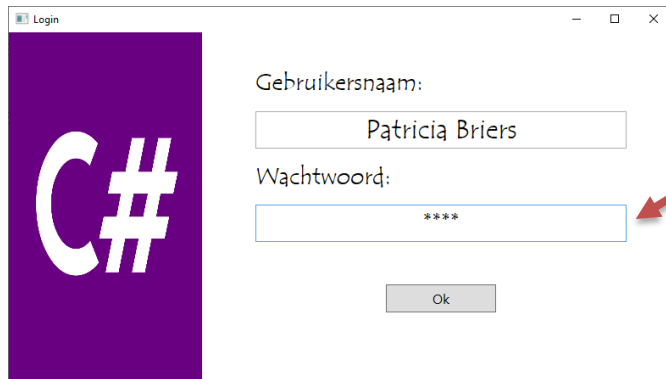 Login
C#
Gebruikersnaam:
Patricia Briers
Wachtwoord:
****
Ok